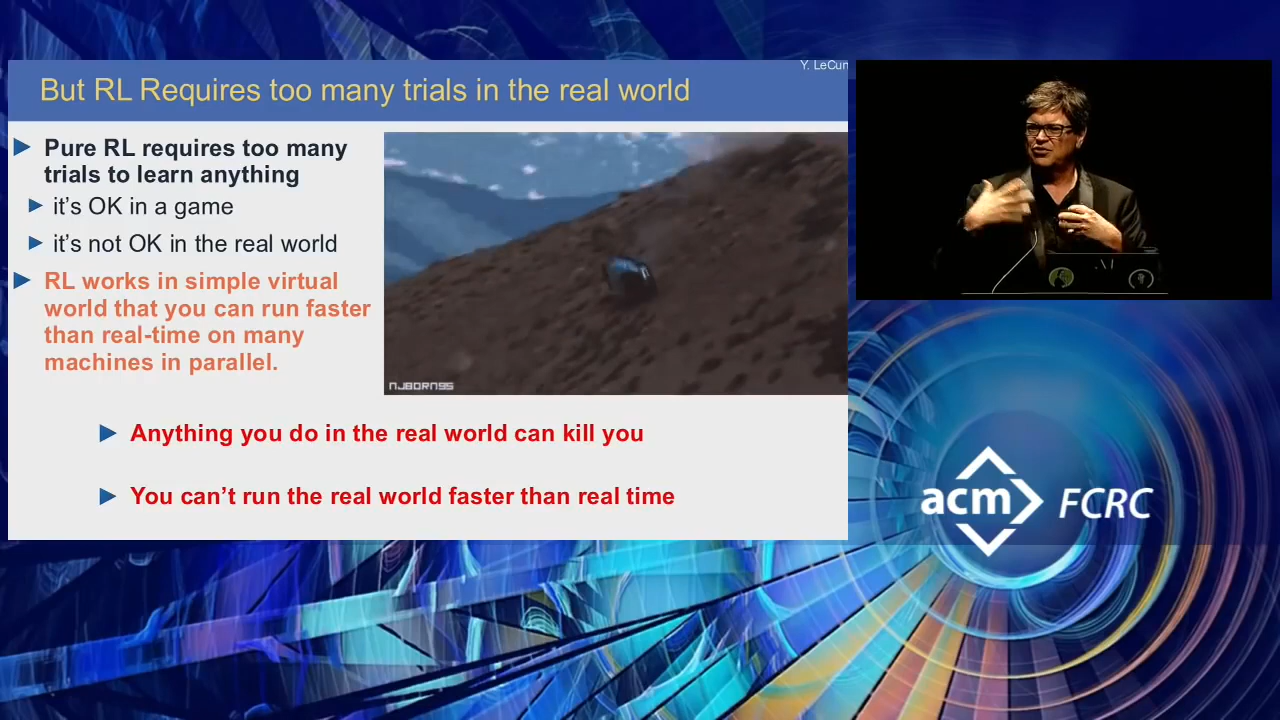 Y. LeCun
But RL Requires too many trials in the real world
Pure RL requires too many
trials to learn anything
it's OK in a game
it's not OK in the real world
RL works in simple virtual
world that you can run faster
than real-time on many
machines in parallel.
NJBORN95
Anything you do in the real world can kill you
You can't run the real world faster than real time
acm FCRC